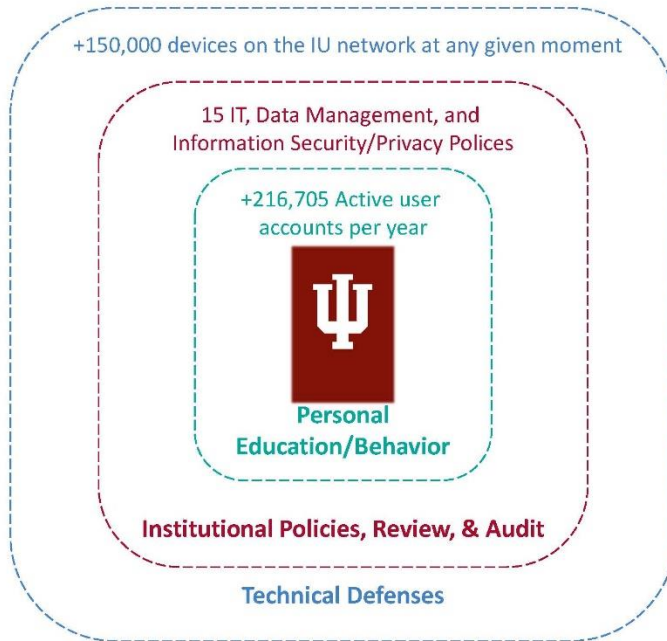 +150,000 devices on the IU network at any given moment
15 IT, Data Management, and
Information Security/Privacy Polices
+216,705 Active user
accounts per year
Personal
Education/Behavior
Institutional Policies, Review, & Audit
Technical Defenses